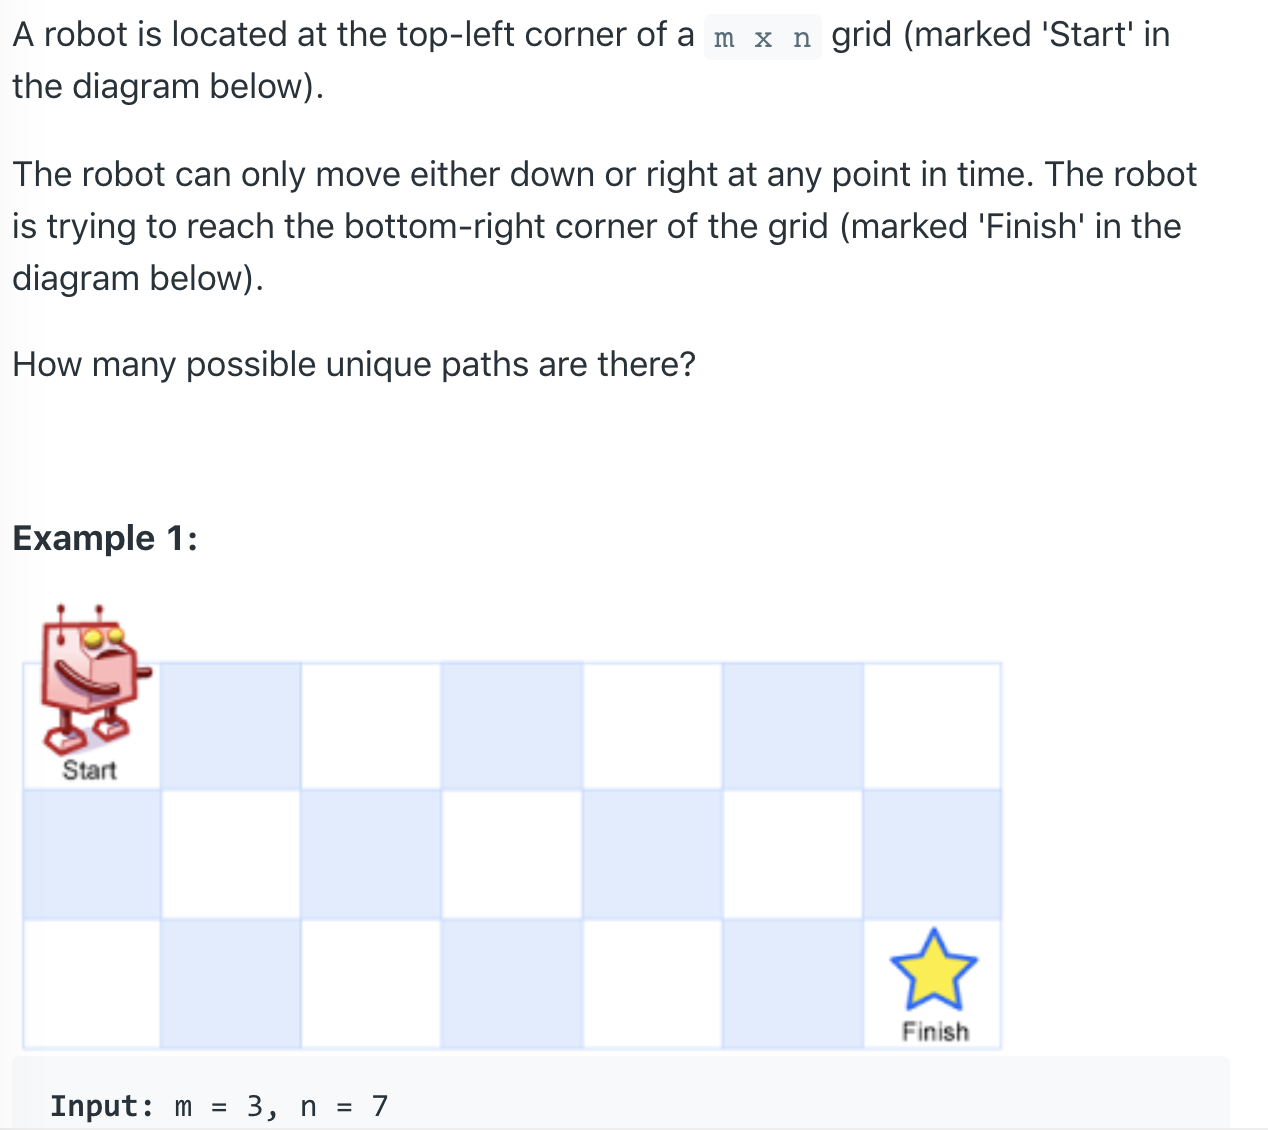 A robot is located at the top-left corner of a m x n grid (marked 'Start' in
the diagram below).
The robot can only move either down or right at any point in time. The robot
is trying to reach the bottom-right corner of the grid (marked 'Finish' in the
diagram below).
How many possible unique paths are there?
Example 1:
Start
Finish
Input: m = 3, n = 7